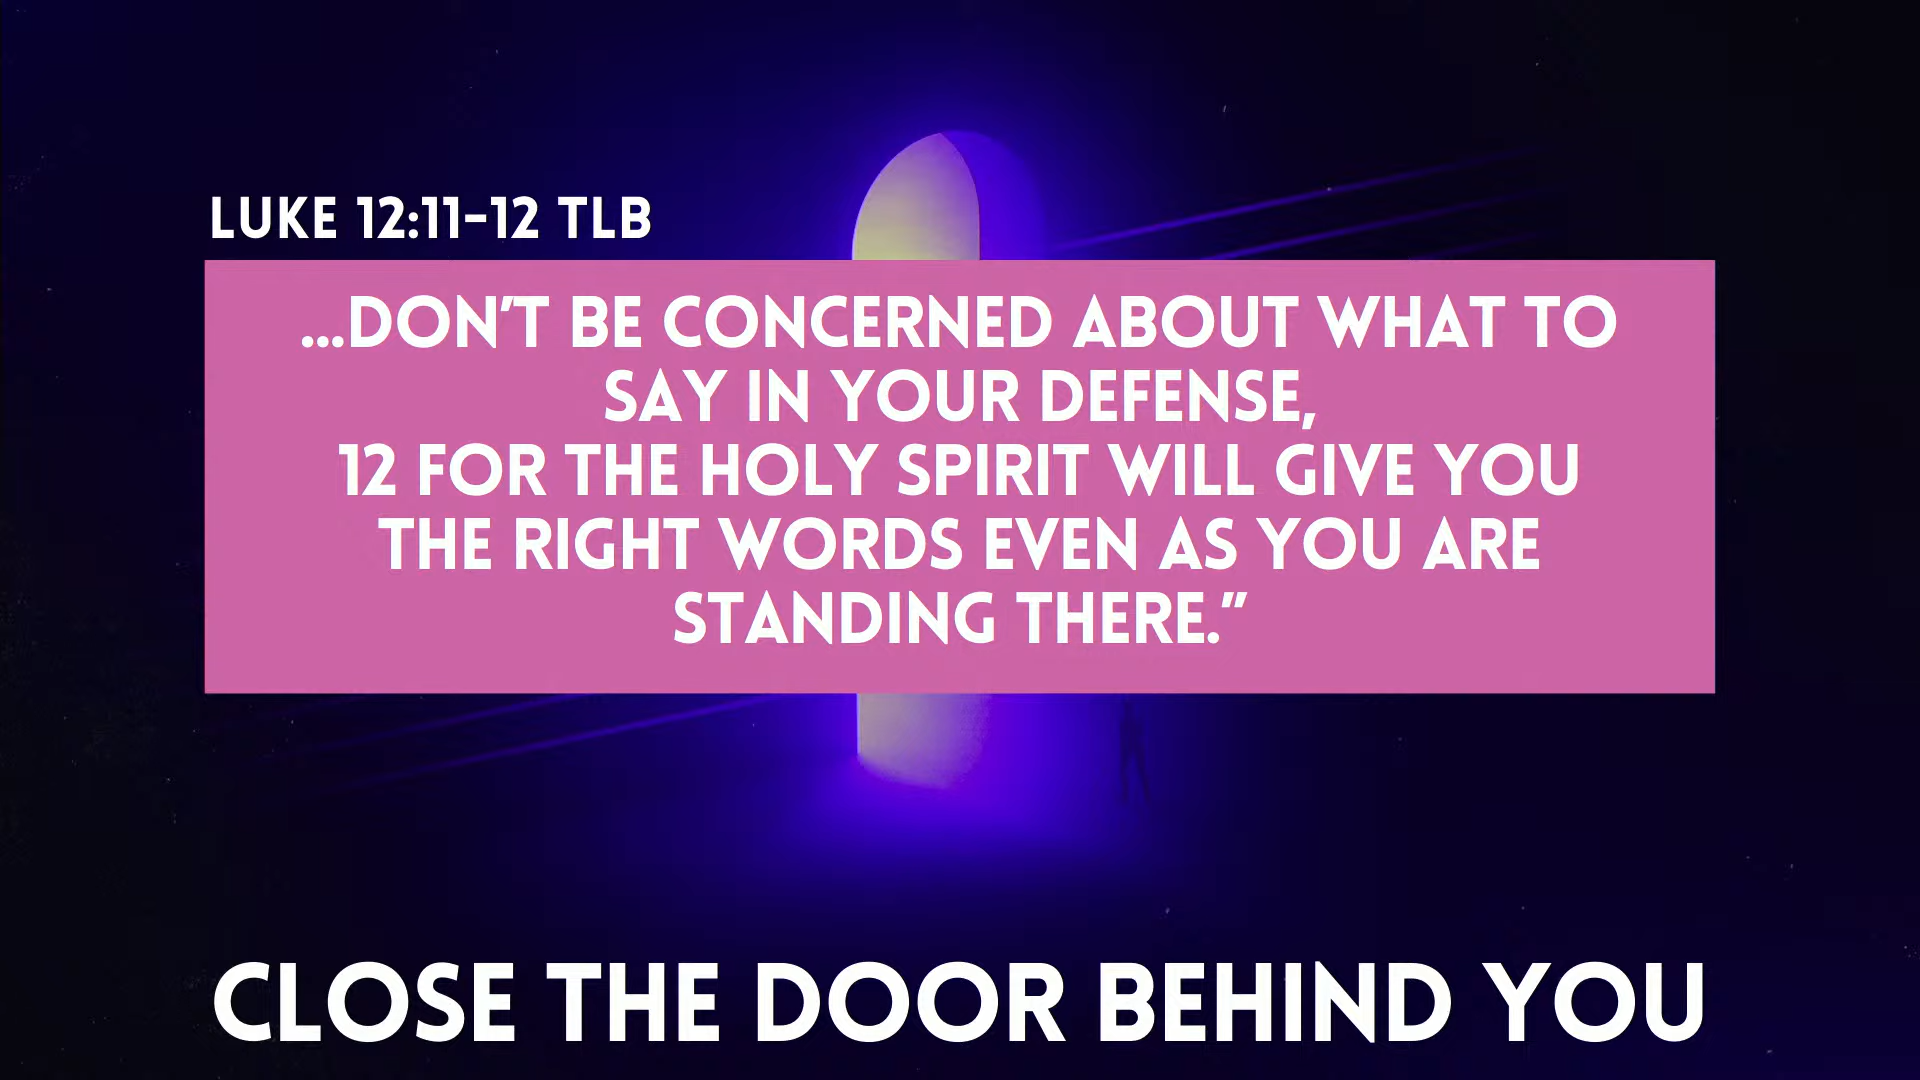 LUKE 12:11-12 TLB
...DON'T BE CONCERNED ABOUT WHAT TO
SAY IN YOUR DEFENSE,
12 FOR THE HOLY SPIRIT WILL GIVE YOU
THE RIGHT WORDS EVEN AS YOU ARE
STANDING THERE.”
CLOSE THE DOOR BEHIND YOU